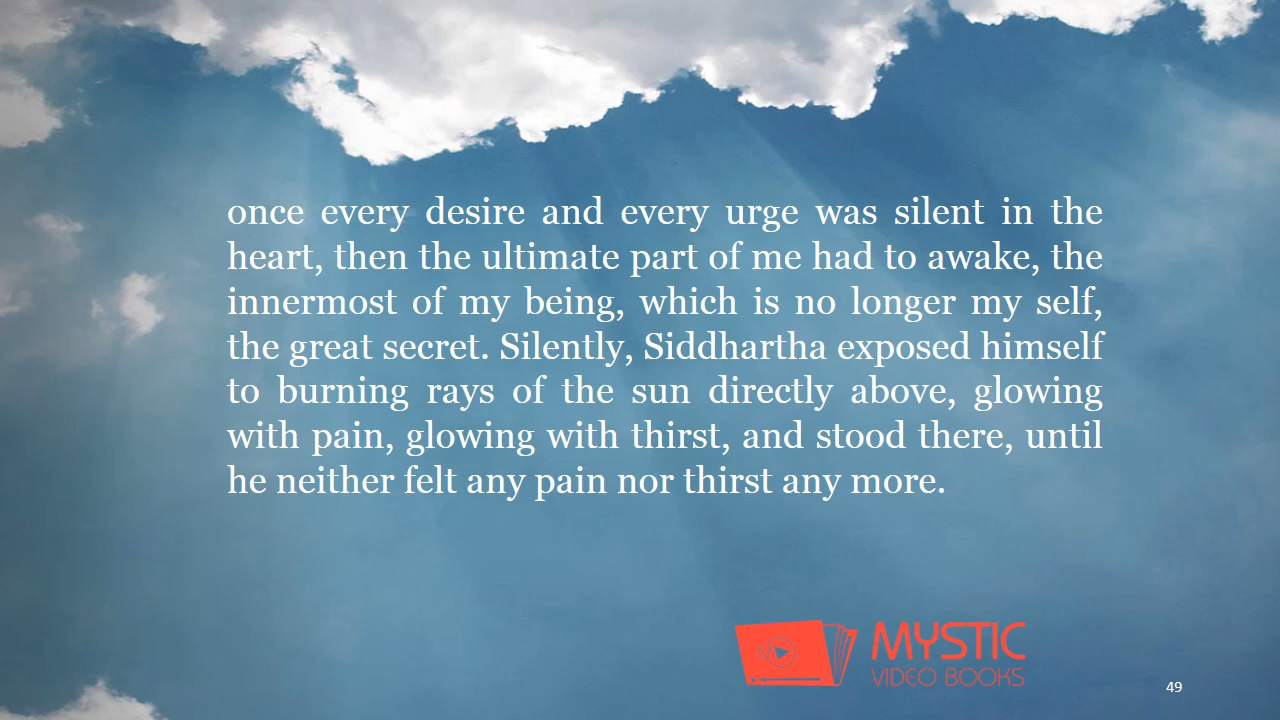 once every desire and every urge was silent in the
heart, then the ultimate part of me had to awake, the
innermost of my being, which is no longer my self,
the great secret. Silently, Siddhartha exposed himself
to burning rays of the sun directly above, glowing
with pain, glowing with thirst, and stood there, until
he neither felt any pain nor thirst any more.
MYSTIC
VIDEO BOOKS
49